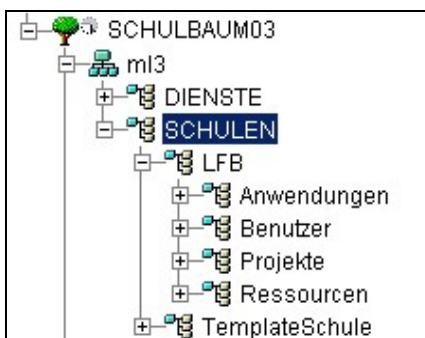 SCHULBAUM03
ml3
DIENSTE
SCHULEN
LFB
Anwendungen
Benutzer
Projekte
Ressourcen
TemplateSchule